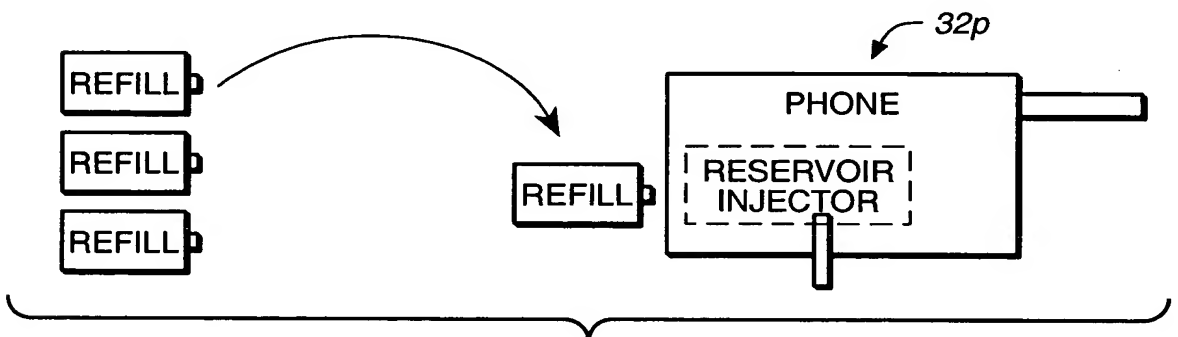 32p
REFILL
PHONE
REFILL
RESERVOIR
INJECTOR
REFILL
REFILL